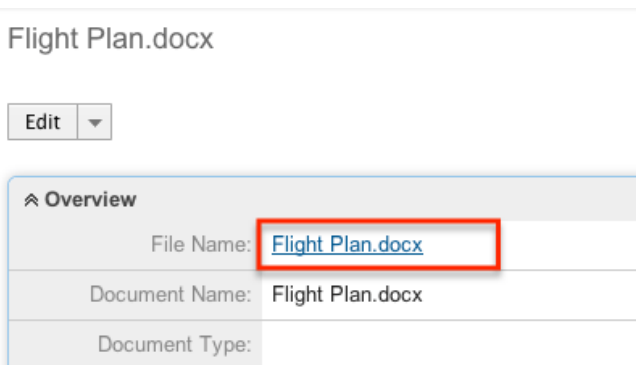 Flight Plan.docx
Edit
Overview
File Name: Flight Plan.docx
Document Name: Flight Plan.docx
Document Type: